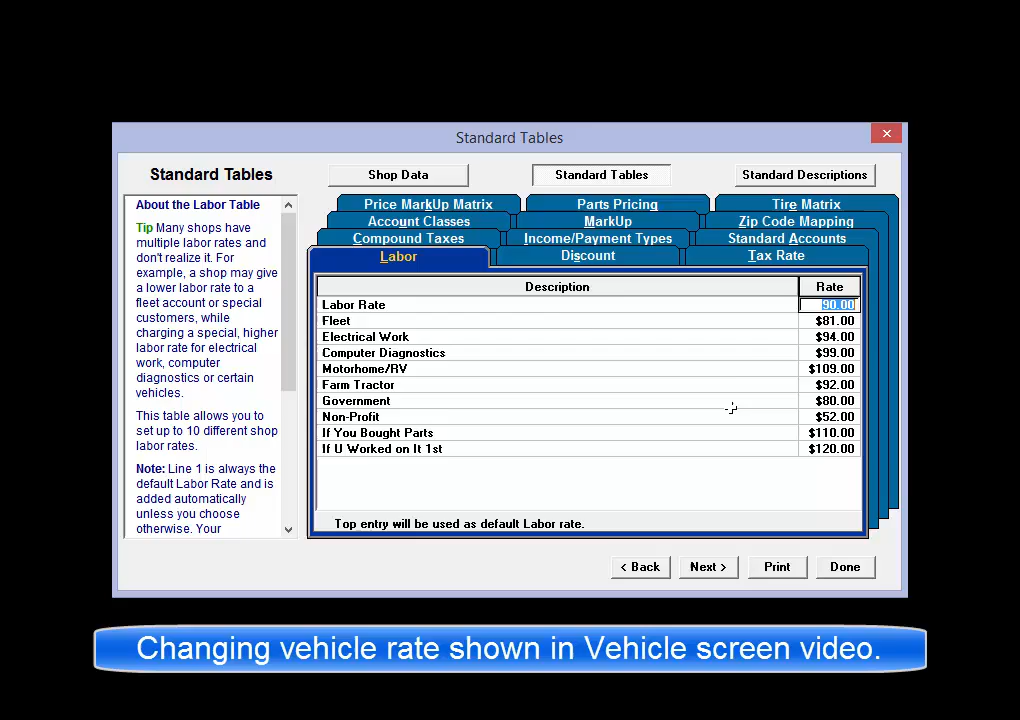 Standard Tables
Standard Tables
Shop Data
Standard Tables
Standard Descriptions
About the Labor Table
Tip Many shops have
multiple labor rates and
don't realize it. For
example, a shop may give
a lower labor rate to a
fleet account or special
customers, while
charging a special, higher
labor rate for electrical
work, computer
diagnostics or certain
vehicles.
This table allows you to
set up to 10 different shop
labor rates.
Note: Line 1 is always the
default Labor Rate and is
added automatically
unless you choose
otherwise. Your
Price MarkUp Matrix
Parts Pricing
Tire Matrix
Account Classes
MarkUp
Zip Code Mapping
Compound Taxes
Income/Payment Types
Standard Accounts
Labor
Discount
Tax Rate
Description Rate
Labor Rate 90.00
Fleet $81.00
Electrical Work $94.00
Computer Diagnostics $99.00
Motorhome/RV $109.00
Farm Tractor $92.00
Government $80.00
Non-Profit $52.00
If You Bought Parts $110.00
If U Worked on It 1st $120.00
Top entry will be used as default Labor rate.
< Back
Next >
Print
Done
Changing vehicle rate shown in Vehicle screen video.